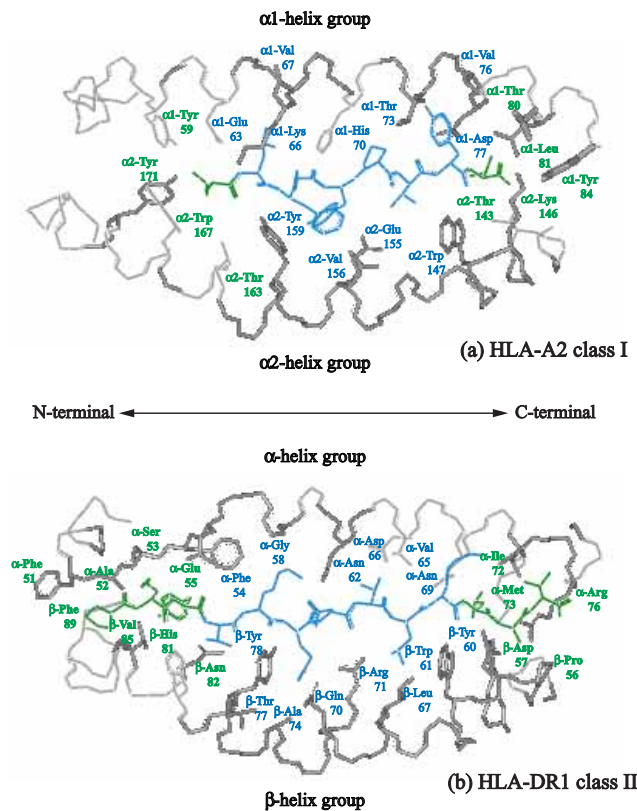 α1-helix group
α1-Val
67
α1-Val
76
α1-Thr
80
α1-Tyr
59
α1-Glu
63
α1-Lys
66
α1-His
70
α1-Thr
73
α1-Asp
77
α1-Leu
81
α1-Tyr
84
α2-Tyr
171
α2-Trp
167
α2-Tyr
159
α2-Glu
155
α2-Thr
143
α2-Lys
146
α2-Thr
163
α2-Val
156
α2-Trp
147
(a) HLA-A2 class I
α2-helix group
N-terminal
C-terminal
α-helix group
α-Phe
51
α-Ala
52
α-Ser
53
α-Glu
55
α-Phe
54
α-Gly
58
α-Asn
62
α-Asp
66
α-Val
65
α-Asn
69
α-Ile
72
α-Met
73
α-Arg
76
β-Phe
89
β-Val
85
β-His
81
β-Asn
82
β-Tyr
78
β-Thr
77
β-Ala
74
β-Gln
70
β-Arg
71
β-Leu
67
β-Trp
61
β-Tyr
60
β-Asp
57
β-Pro
56
(b) HLA-DR1 class II
β-helix group